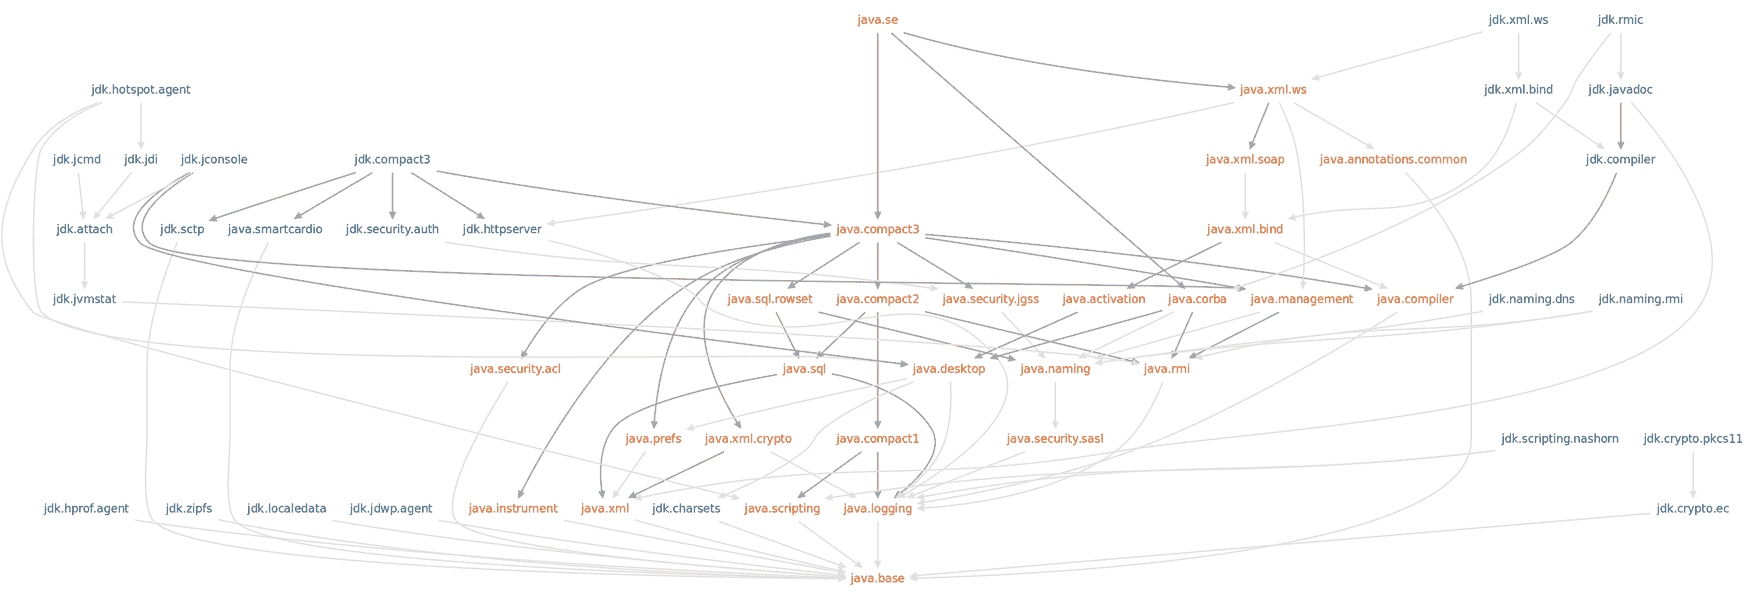 java.se jdk.xml.ws jdk.rmic
jdk.hotspot.agent java.xml.ws jdk.xml.bind jdk.javadoc
jdk.jcmd jdk.jdi jdk.jconsole jdk.compact3 java.xml.soap java.annotations.common jdk.compiler
jdk.attach jdk.sctp java.smartcardio jdk.security.auth jdk.httpserver java.compact3 java.xml.bind
jdk.jvmstat java.sql.rowset java.compact2 java.security.jgss java.activation java.corba java.management java.compiler jdk.naming.dns jdk.naming.rmi
java.security.acl java.sql java.desktop java.naming java.rmi
java.prefs java.xml.crypto java.compact1 java.security.sasl jdk.scripting.nashorn jdk.crypto.pkcs11
jdk.hprof.agent jdk.zipfs jdk.localedata jdk.jdwp.agent java.instrument java.xml jdk.charsets java.scripting java.logging jdk.crypto.ec
java.base